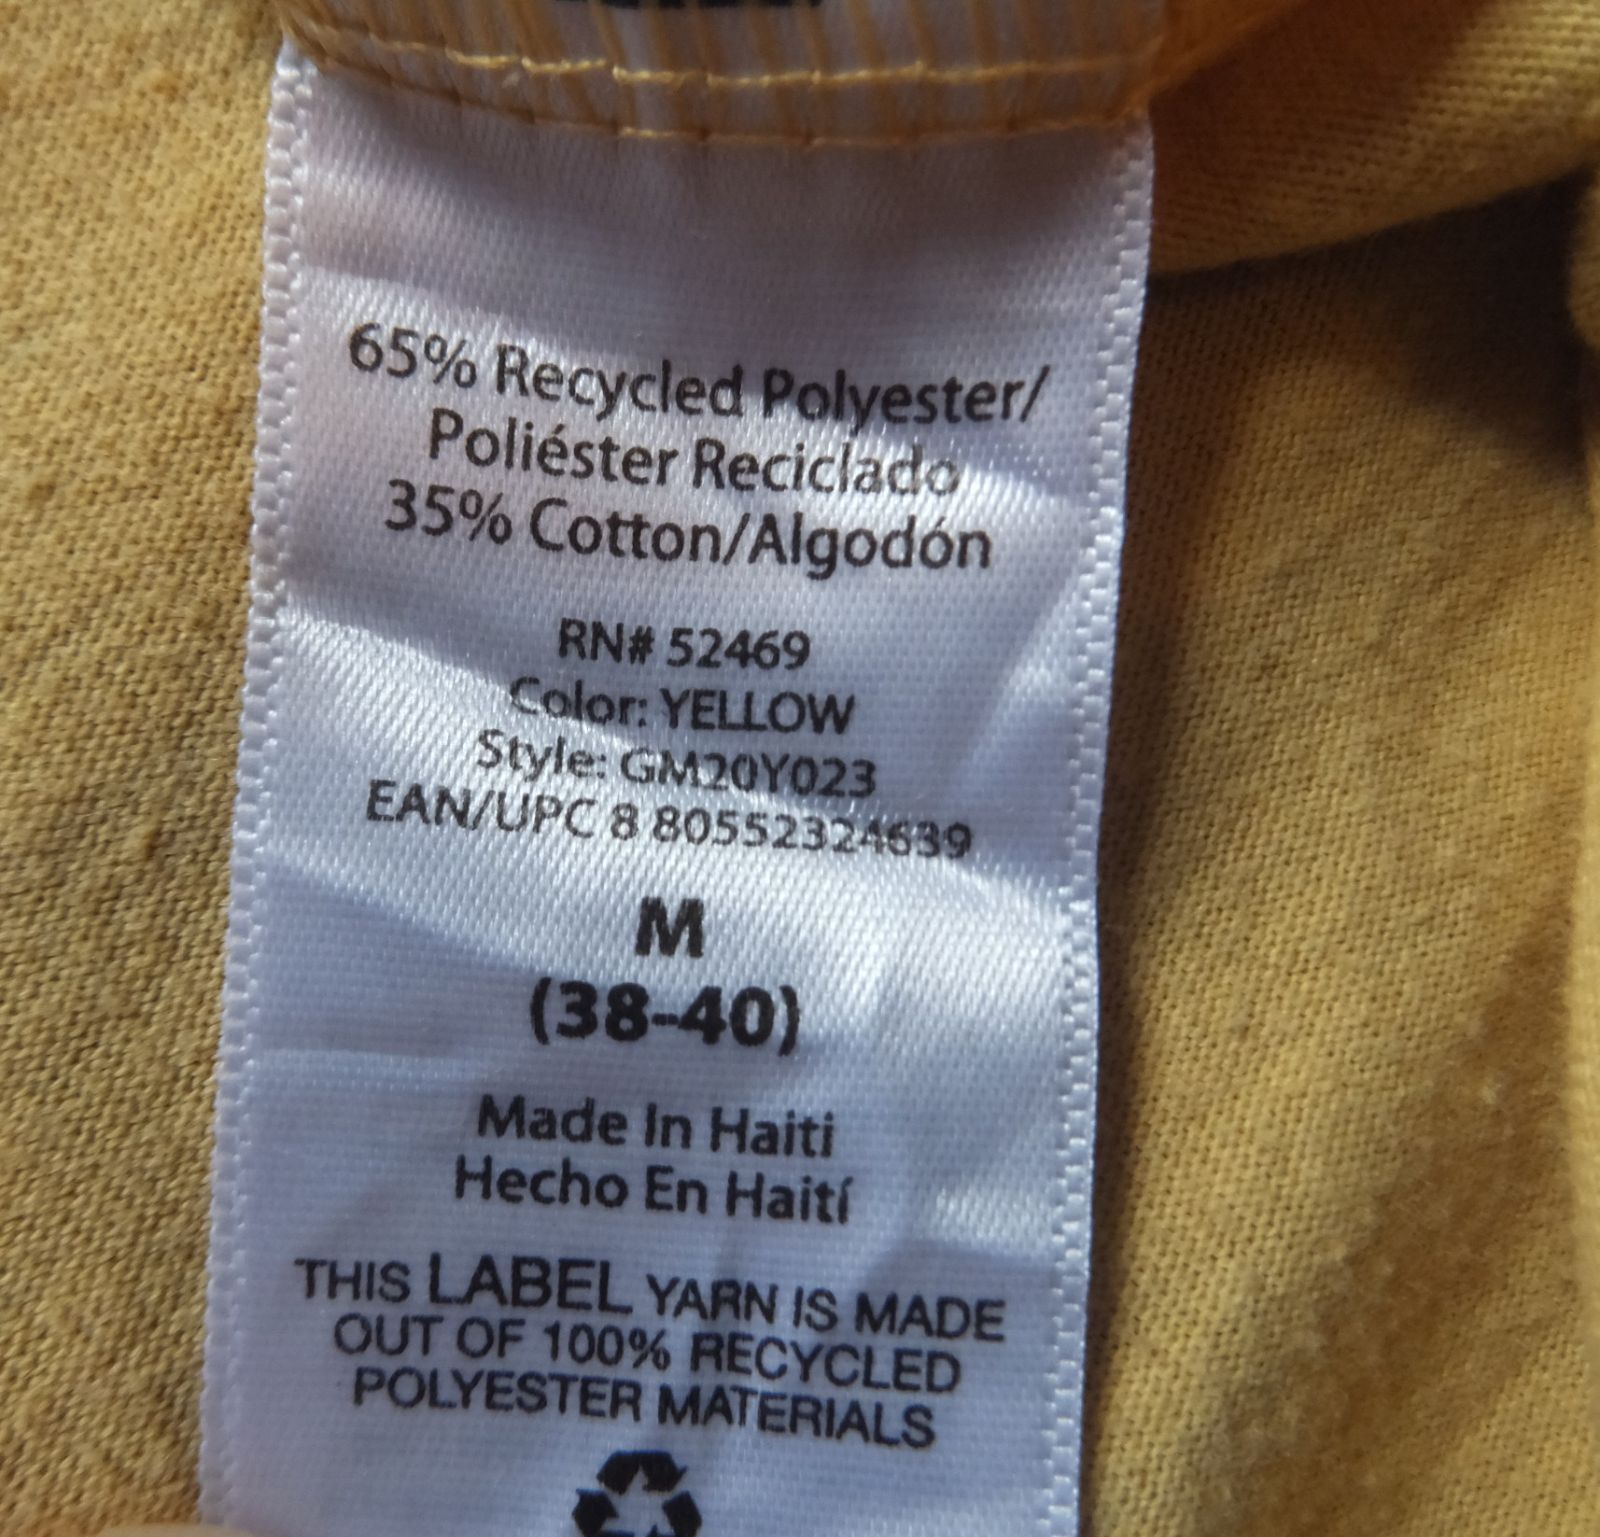 65% Recycled Polyester/
Poliéster Reciclado
35% Cotton/Algodón
RN# 52469
Color: YELLOW
Style: GM20Y023
EAN/UPC 8 80552324639
M
(38-40)
Made In Haiti
Hecho En Haití
THIS LABEL YARN IS MADE
OUT OF 100% RECYCLED
POLYESTER MATERIALS